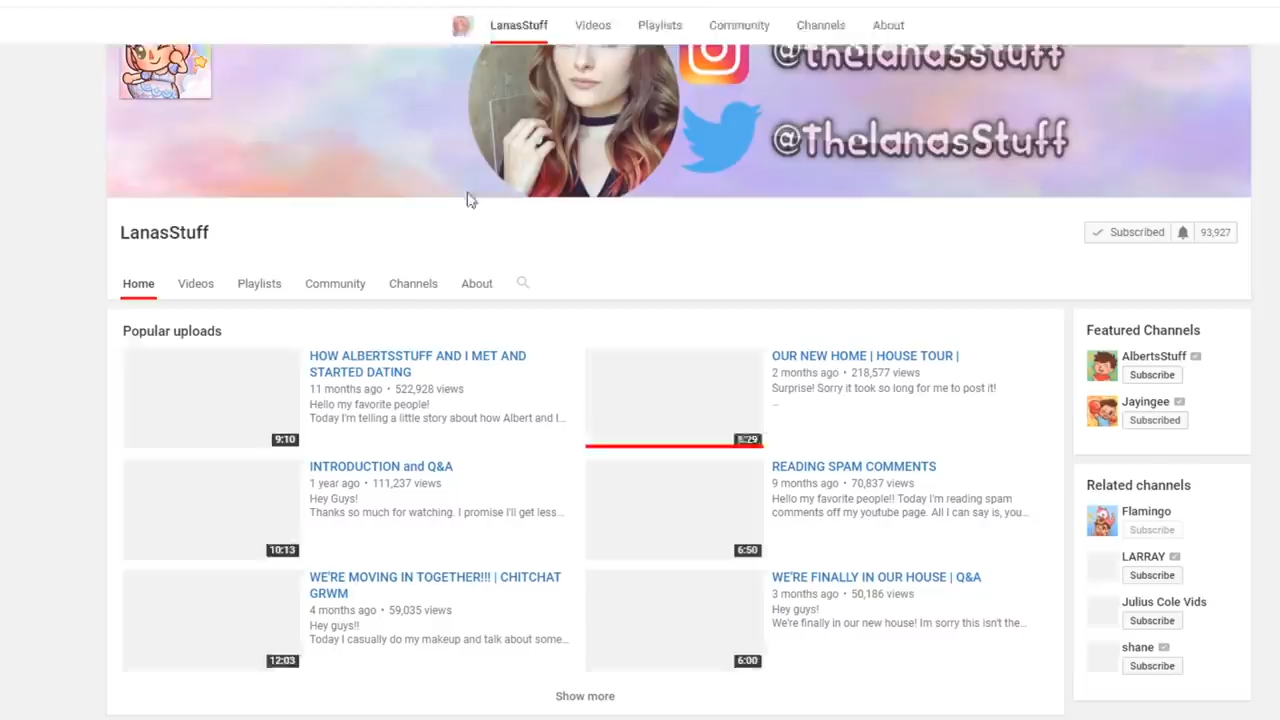 LanasStuff
Videos
Playlists
Community
Channels
About
@thelanasstuff
@ThelanasStuff
LanasStuff
Subscribed
93,927
Home
Videos
Playlists
Community
Channels
About
Popular uploads
HOW ALBERTSSTUFF AND I MET AND
STARTED DATING
11 months ago • 522,928 views
Hello my favorite people!
Today I'm telling a little story about how Albert and I...
9:10
OUR NEW HOME | HOUSE TOUR |
2 months ago • 218,577 views
Surprise! Sorry it took so long for me to post it!
...
INTRODUCTION and Q&A
1 year ago • 111,237 views
Hey Guys!
Thanks so much for watching. I promise I'll get less...
10:13
READING SPAM COMMENTS
9 months ago • 70,837 views
Hello my favorite people!! Today I'm reading spam
comments off my youtube page. All I can say is, you...
6:50
WE'RE MOVING IN TOGETHER!!! | CHITCHAT
GRWM
4 months ago • 59,035 views
Hey guys!!
Today I casually do my makeup and talk about some...
12:03
WE'RE FINALLY IN OUR HOUSE | Q&A
3 months ago • 50,186 views
Hey guys!
We're finally in our new house! Im sorry this isn't the...
6:00
Show more
Featured Channels
AlbertsStuff
Subscribe
Jayingee
Subscribed
Related channels
Flamingo
Subscribe
LARRAY
Subscribe
Julius Cole Vids
Subscribe
shane
Subscribe